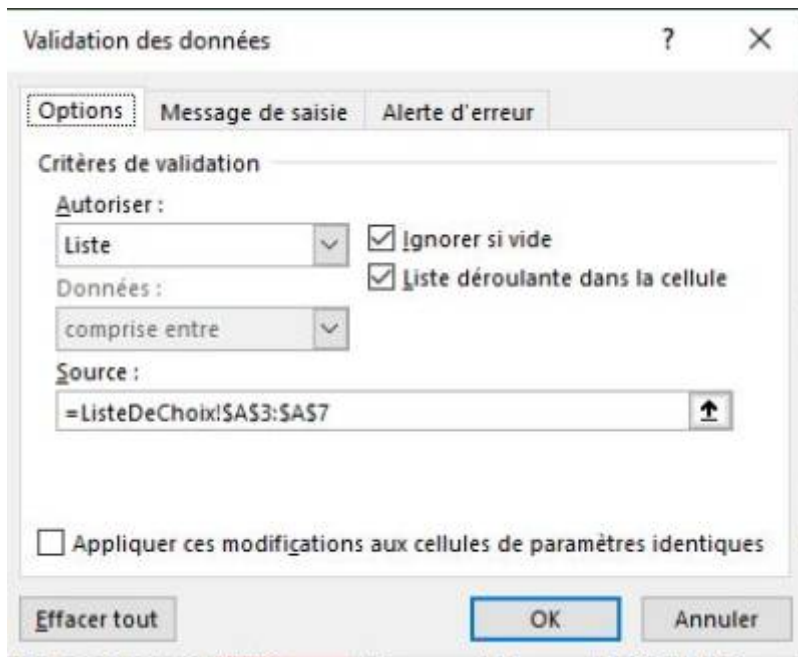 Validation des données
?
Options Message de saisie Alerte d'erreur
Critères de validation
Autoriser :
Liste
Ignorer si vide
Données :
Liste déroulante dans la cellule
comprise entre
Source :
=ListeDeChoix!$A$3:$A$7
Appliquer ces modifications aux cellules de paramètres identiques
Effacer tout OK Annuler